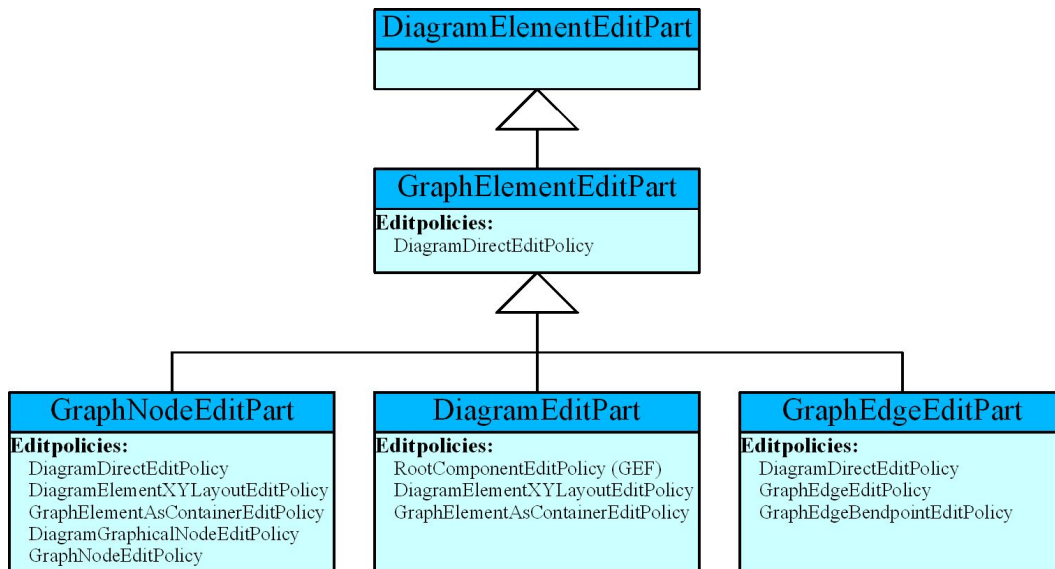 DiagramElementEditPart
GraphElementEditPart
Editpolicies:
DiagramDirectEditPolicy
GraphNodeEditPart
Editpolicies:
DiagramDirectEditPolicy
DiagramElementXYLayoutEditPolicy
GraphElementAsContainerEditPolicy
DiagramGraphicalNodeEditPolicy
GraphNodeEditPolicy
DiagramEditPart
Editpolicies:
RootComponentEditPolicy (GEF)
DiagramElementXYLayoutEditPolicy
GraphElementAsContainerEditPolicy
GraphEdgeEditPart
Editpolicies:
DiagramDirectEditPolicy
GraphEdgeEditPolicy
GraphEdgeBendpointEditPolicy